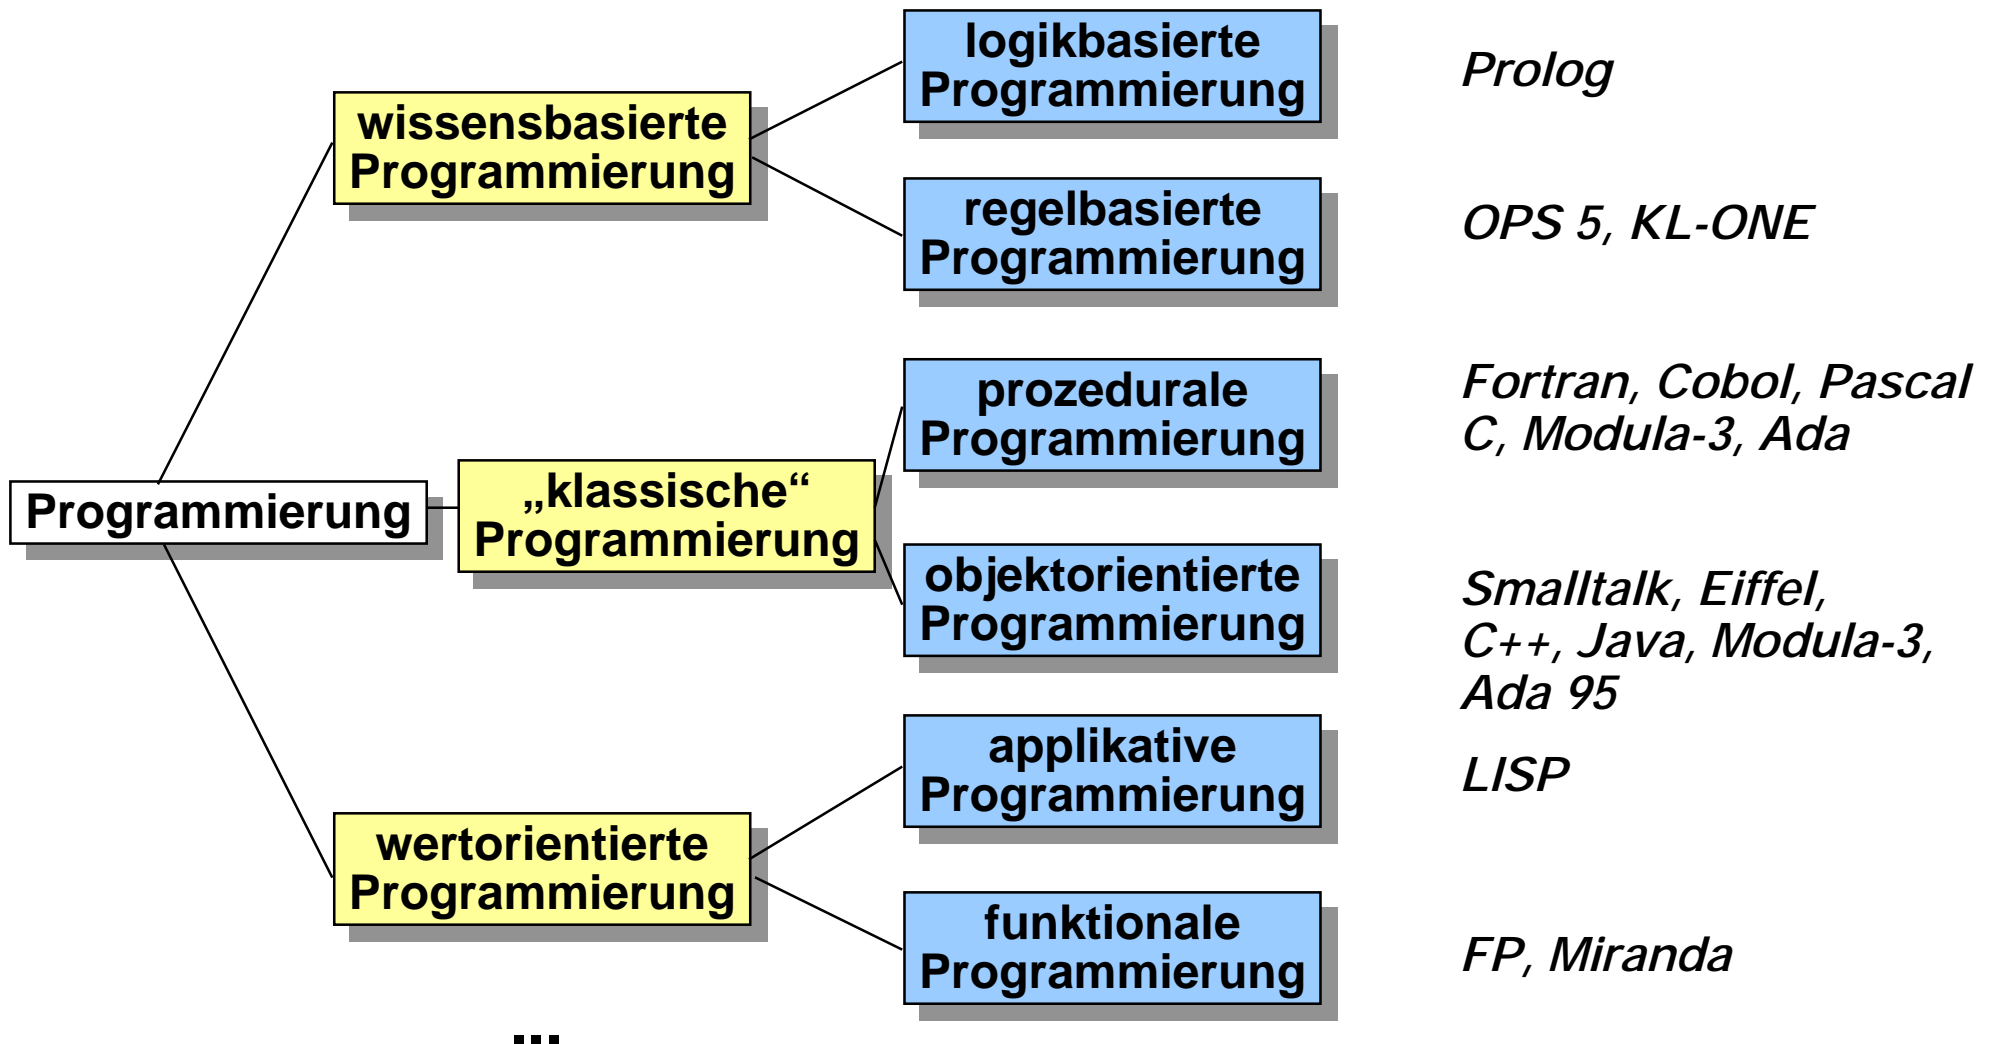 logikbasierte
Programmierung
Prolog
wissensbasierte
Programmierung
regelbasierte
Programmierung
OPS 5, KL-ONE
prozedurale
Programmierung
Fortran, Cobol, Pascal
C, Modula-3, Ada
Programmierung
„klassische“
Programmierung
objektorientierte
Programmierung
Smalltalk, Eiffel,
C++, Java, Modula-3,
Ada 95
applikative
Programmierung
LISP
wertorientierte
Programmierung
funktionale
Programmierung
FP, Miranda
...